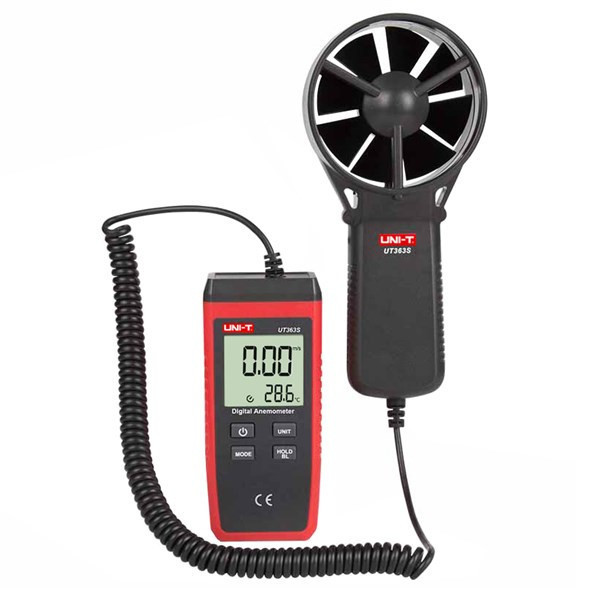 UNI-T
UT363S
UNI-T UT363S
0.00 m/s
28.6 °C
Digital Anemometer
UNIT
MODE
HOLD
BL
CE